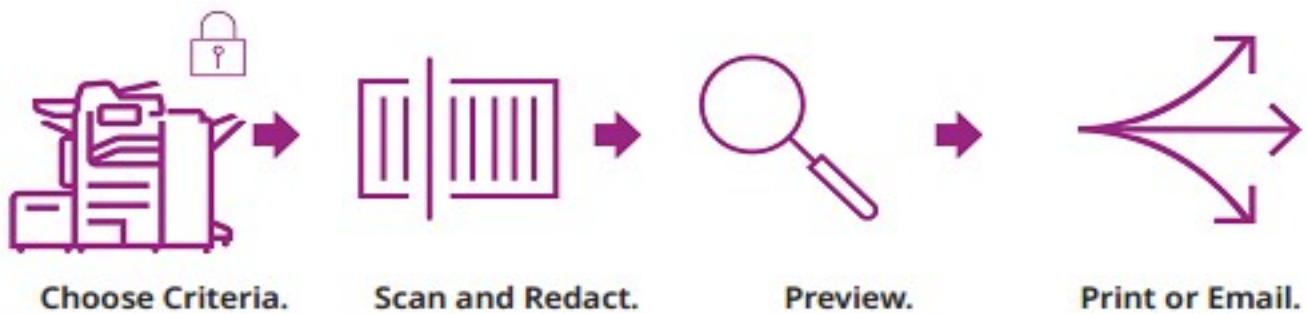 Choose Criteria. Scan and Redact. Preview. Print or Email.